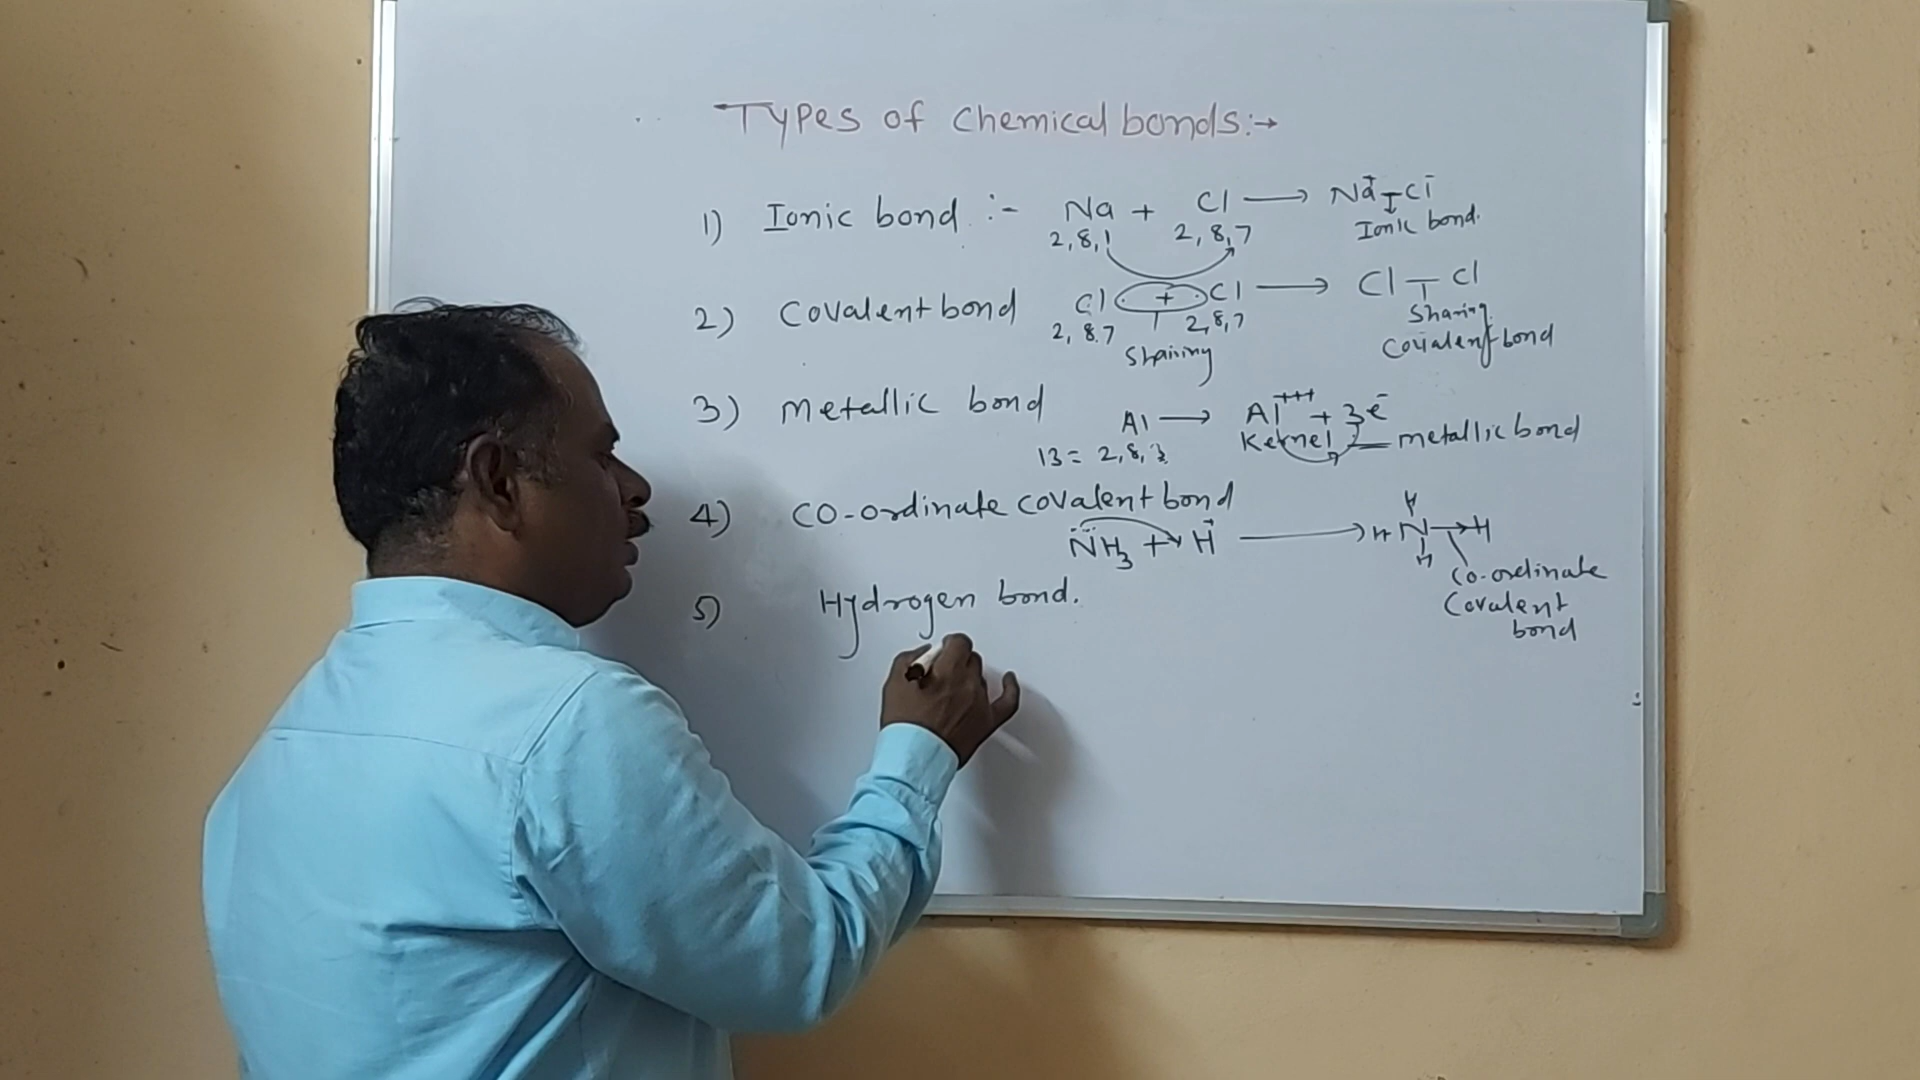 Types of chemical bonds:→
1) Ionic bond :- Na + Cl ⟶ Na⁺-Cl⁻
2,8,1 2,8,7 Ionic bond.
2) Covalent bond Cl · + · Cl ⟶ Cl — Cl
2,8,7 2,8,7 Sharing
Sharing Covalent bond
3) metallic bond Al ⟶ Al⁺⁺⁺ + 3e⁻
13 = 2,8,3 Kernel metallic bond
4) Co-ordinate covalent bond
NH₃ + H⁺ ⟶
H
H N → H
H
Co-ordinate
Covalent
bond
5) Hydrogen bond.